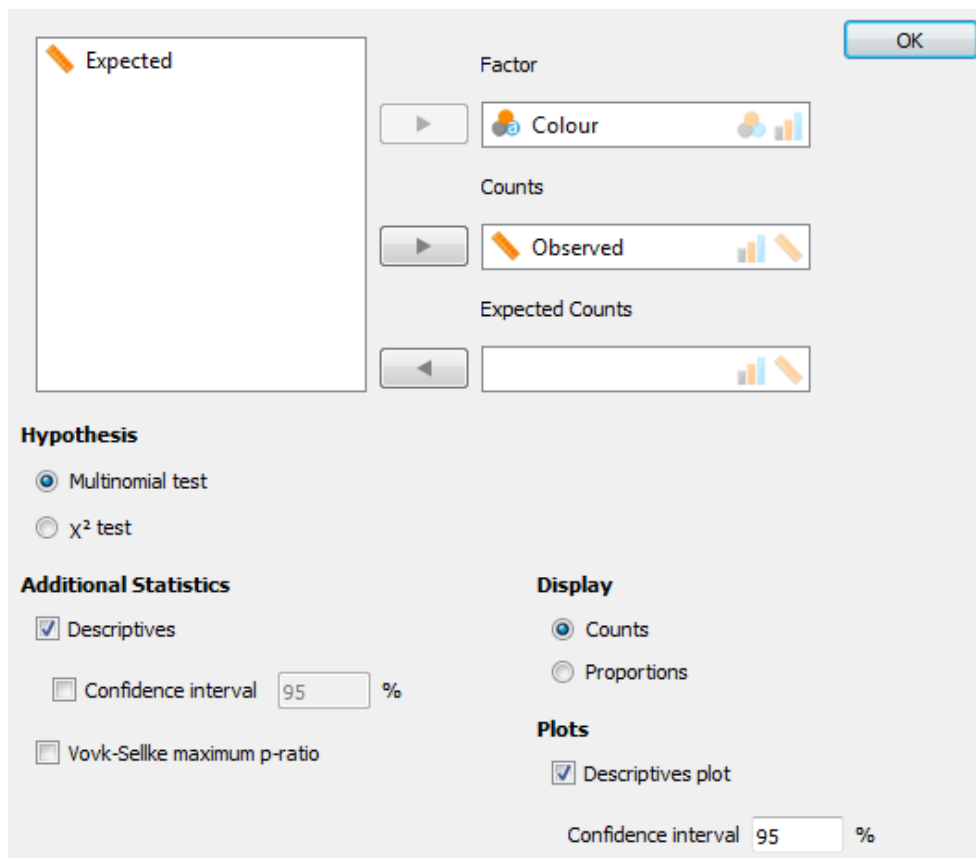 Expected
OK
Factor
a Colour
Counts
Observed
Expected Counts
Hypothesis
Multinomial test
χ² test
Additional Statistics
Descriptives
Confidence interval 95 %
Vovk-Sellke maximum p-ratio
Display
Counts
Proportions
Plots
Descriptives plot
Confidence interval 95 %